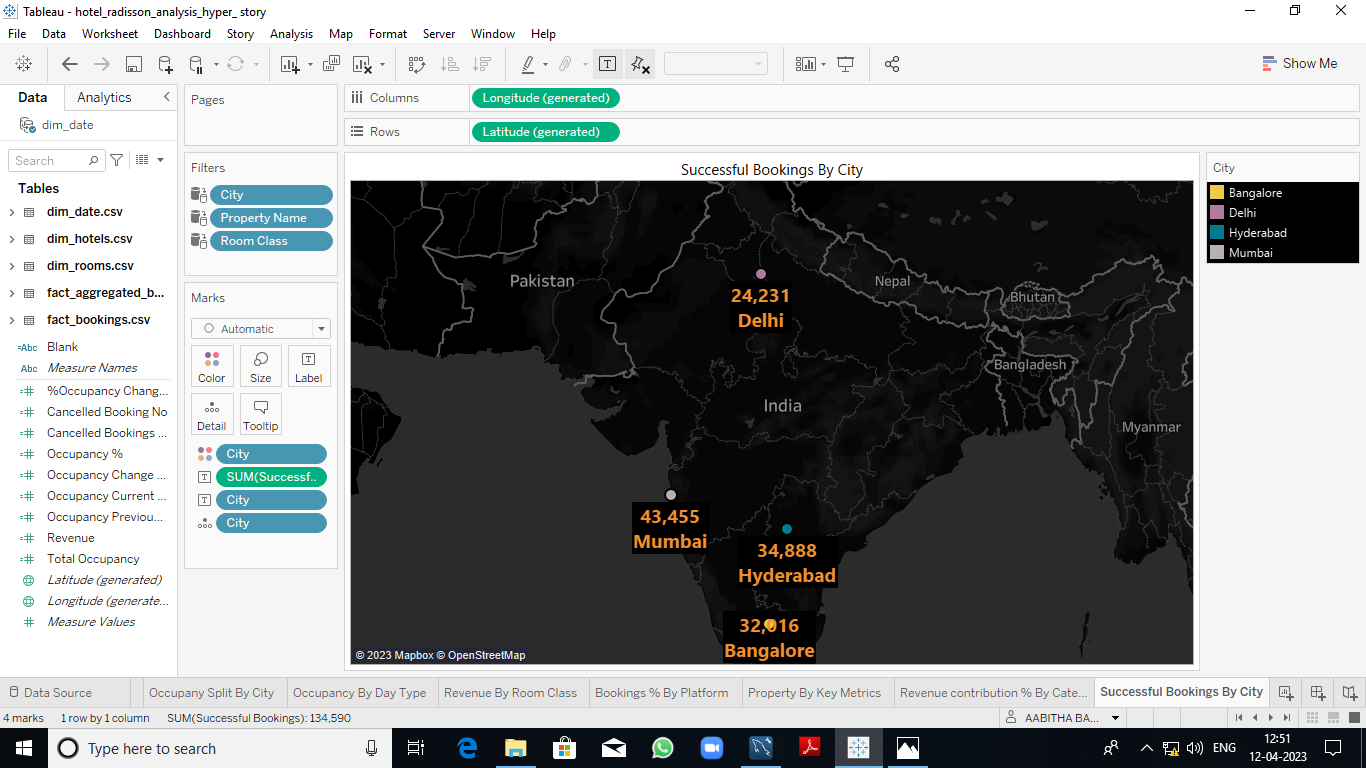 Tableau - hotel_radisson_analysis_hyper_ story
File Data Worksheet Dashboard Story Analysis Map Format Server Window Help
Show Me
Data Analytics
dim_date
Search
Tables
dim_date.csv
dim_hotels.csv
dim_rooms.csv
fact_aggregated_b...
fact_bookings.csv
=Abc Blank
Abc Measure Names
%Occupancy Chang...
Cancelled Booking No
Cancelled Bookings ...
Occupancy %
Occupancy Change ...
Occupancy Current ...
Occupancy Previou...
Revenue
Total Occupancy
Latitude (generated)
Longitude (generate...
Measure Values
Pages
Filters
City
Property Name
Room Class
Marks
Automatic
Color Size Label
Detail Tooltip
City
SUM(Successf..
City
City
Columns Longitude (generated)
Rows Latitude (generated)
Successful Bookings By City
Pakistan
Nepal
Bhutan
Bangladesh
India
Myanmar
24,231
Delhi
43,455
Mumbai
34,888
Hyderabad
32,016
Bangalore
© 2023 Mapbox © OpenStreetMap
City
Bangalore
Delhi
Hyderabad
Mumbai
Data Source Occupany Split By City Occupancy By Day Type Revenue By Room Class Bookings % By Platform Property By Key Metrics Revenue contribution % By Cate... Successful Bookings By City
4 marks 1 row by 1 column SUM(Successful Bookings): 134,590 AABITHA BA...
Type here to search
ENG
12:51
12-04-2023